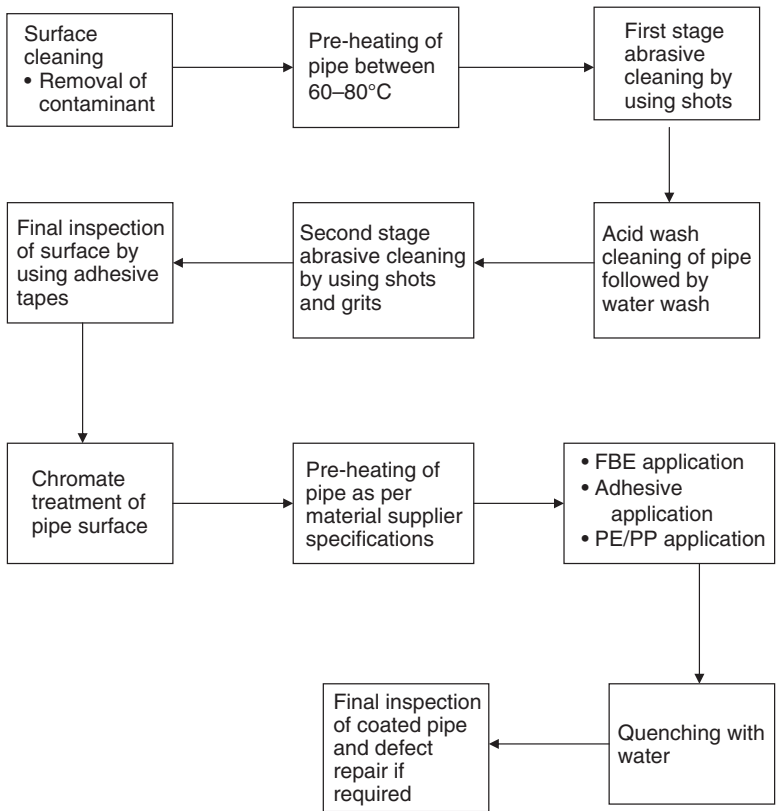 Surface
cleaning
• Removal of
contaminant
Pre-heating of
pipe between
60–80°C
First stage
abrasive
cleaning by
using shots
Acid wash
cleaning of pipe
followed by
water wash
Second stage
abrasive cleaning
by using shots
and grits
Final inspection
of surface by
using adhesive
tapes
Chromate
treatment of
pipe surface
Pre-heating of
pipe as per
material supplier
specifications
• FBE application
• Adhesive
application
• PE/PP application
Quenching with
water
Final inspection
of coated pipe
and defect
repair if
required